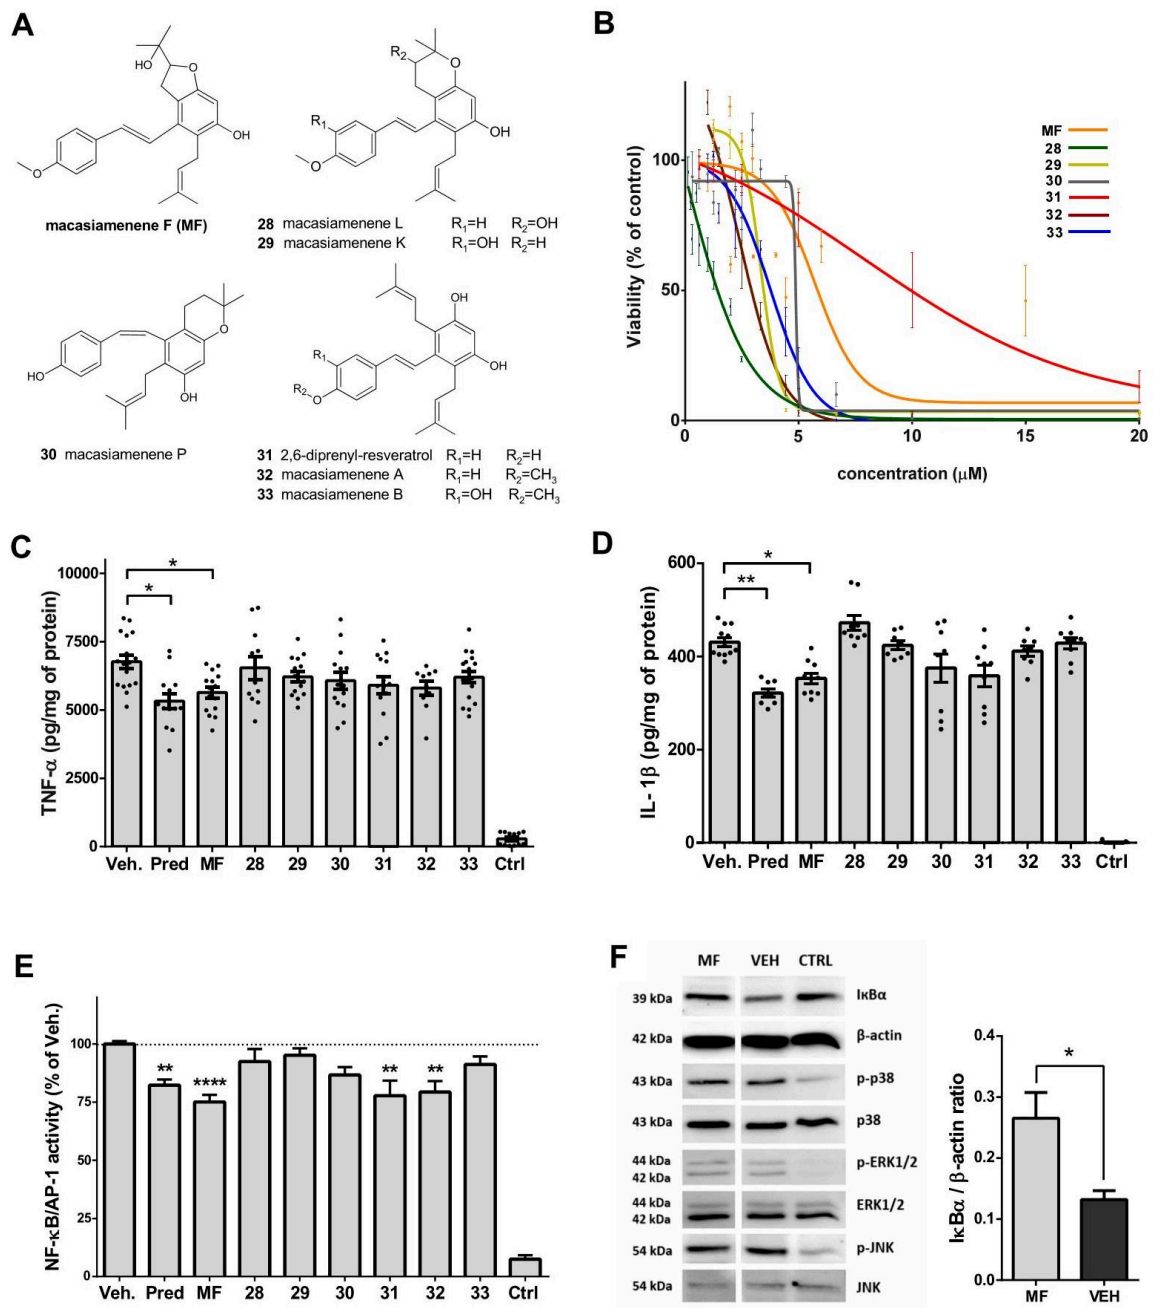 A
HO
O
OH
O
macasiamenene F (MF)
R2
O
R1
OH
O
28 macasiamenene L R1=H R2=OH
29 macasiamenene K R1=OH R2=H
O
HO
OH
30 macasiamenene P
OH
R1
OH
R2
O
31 2,6-diprenyl-resveratrol R1=H R2=H
32 macasiamenene A R1=H R2=CH3
33 macasiamenene B R1=OH R2=CH3
B
Viability (% of control)
100
50
0
0 5 10 15 20
concentration (μM)
MF
28
29
30
31
32
33
C
TNF-α (pg/mg of protein)
10000
7500
5000
2500
0
*
*
Veh. Pred MF 28 29 30 31 32 33 Ctrl
D
IL-1β (pg/mg of protein)
600
400
200
0
*
**
Veh. Pred MF 28 29 30 31 32 33 Ctrl
E
NF-κB/AP-1 activity (% of Veh.)
100
75
50
25
0
** **** ** **
Veh. Pred MF 28 29 30 31 32 33 Ctrl
F
MF VEH CTRL
39 kDa IκBα
42 kDa β-actin
43 kDa p-p38
43 kDa p38
44 kDa p-ERK1/2
42 kDa
44 kDa ERK1/2
42 kDa
54 kDa p-JNK
54 kDa JNK
IκBα / β-actin ratio
0.4
0.3
0.2
0.1
0.0
*
MF VEH